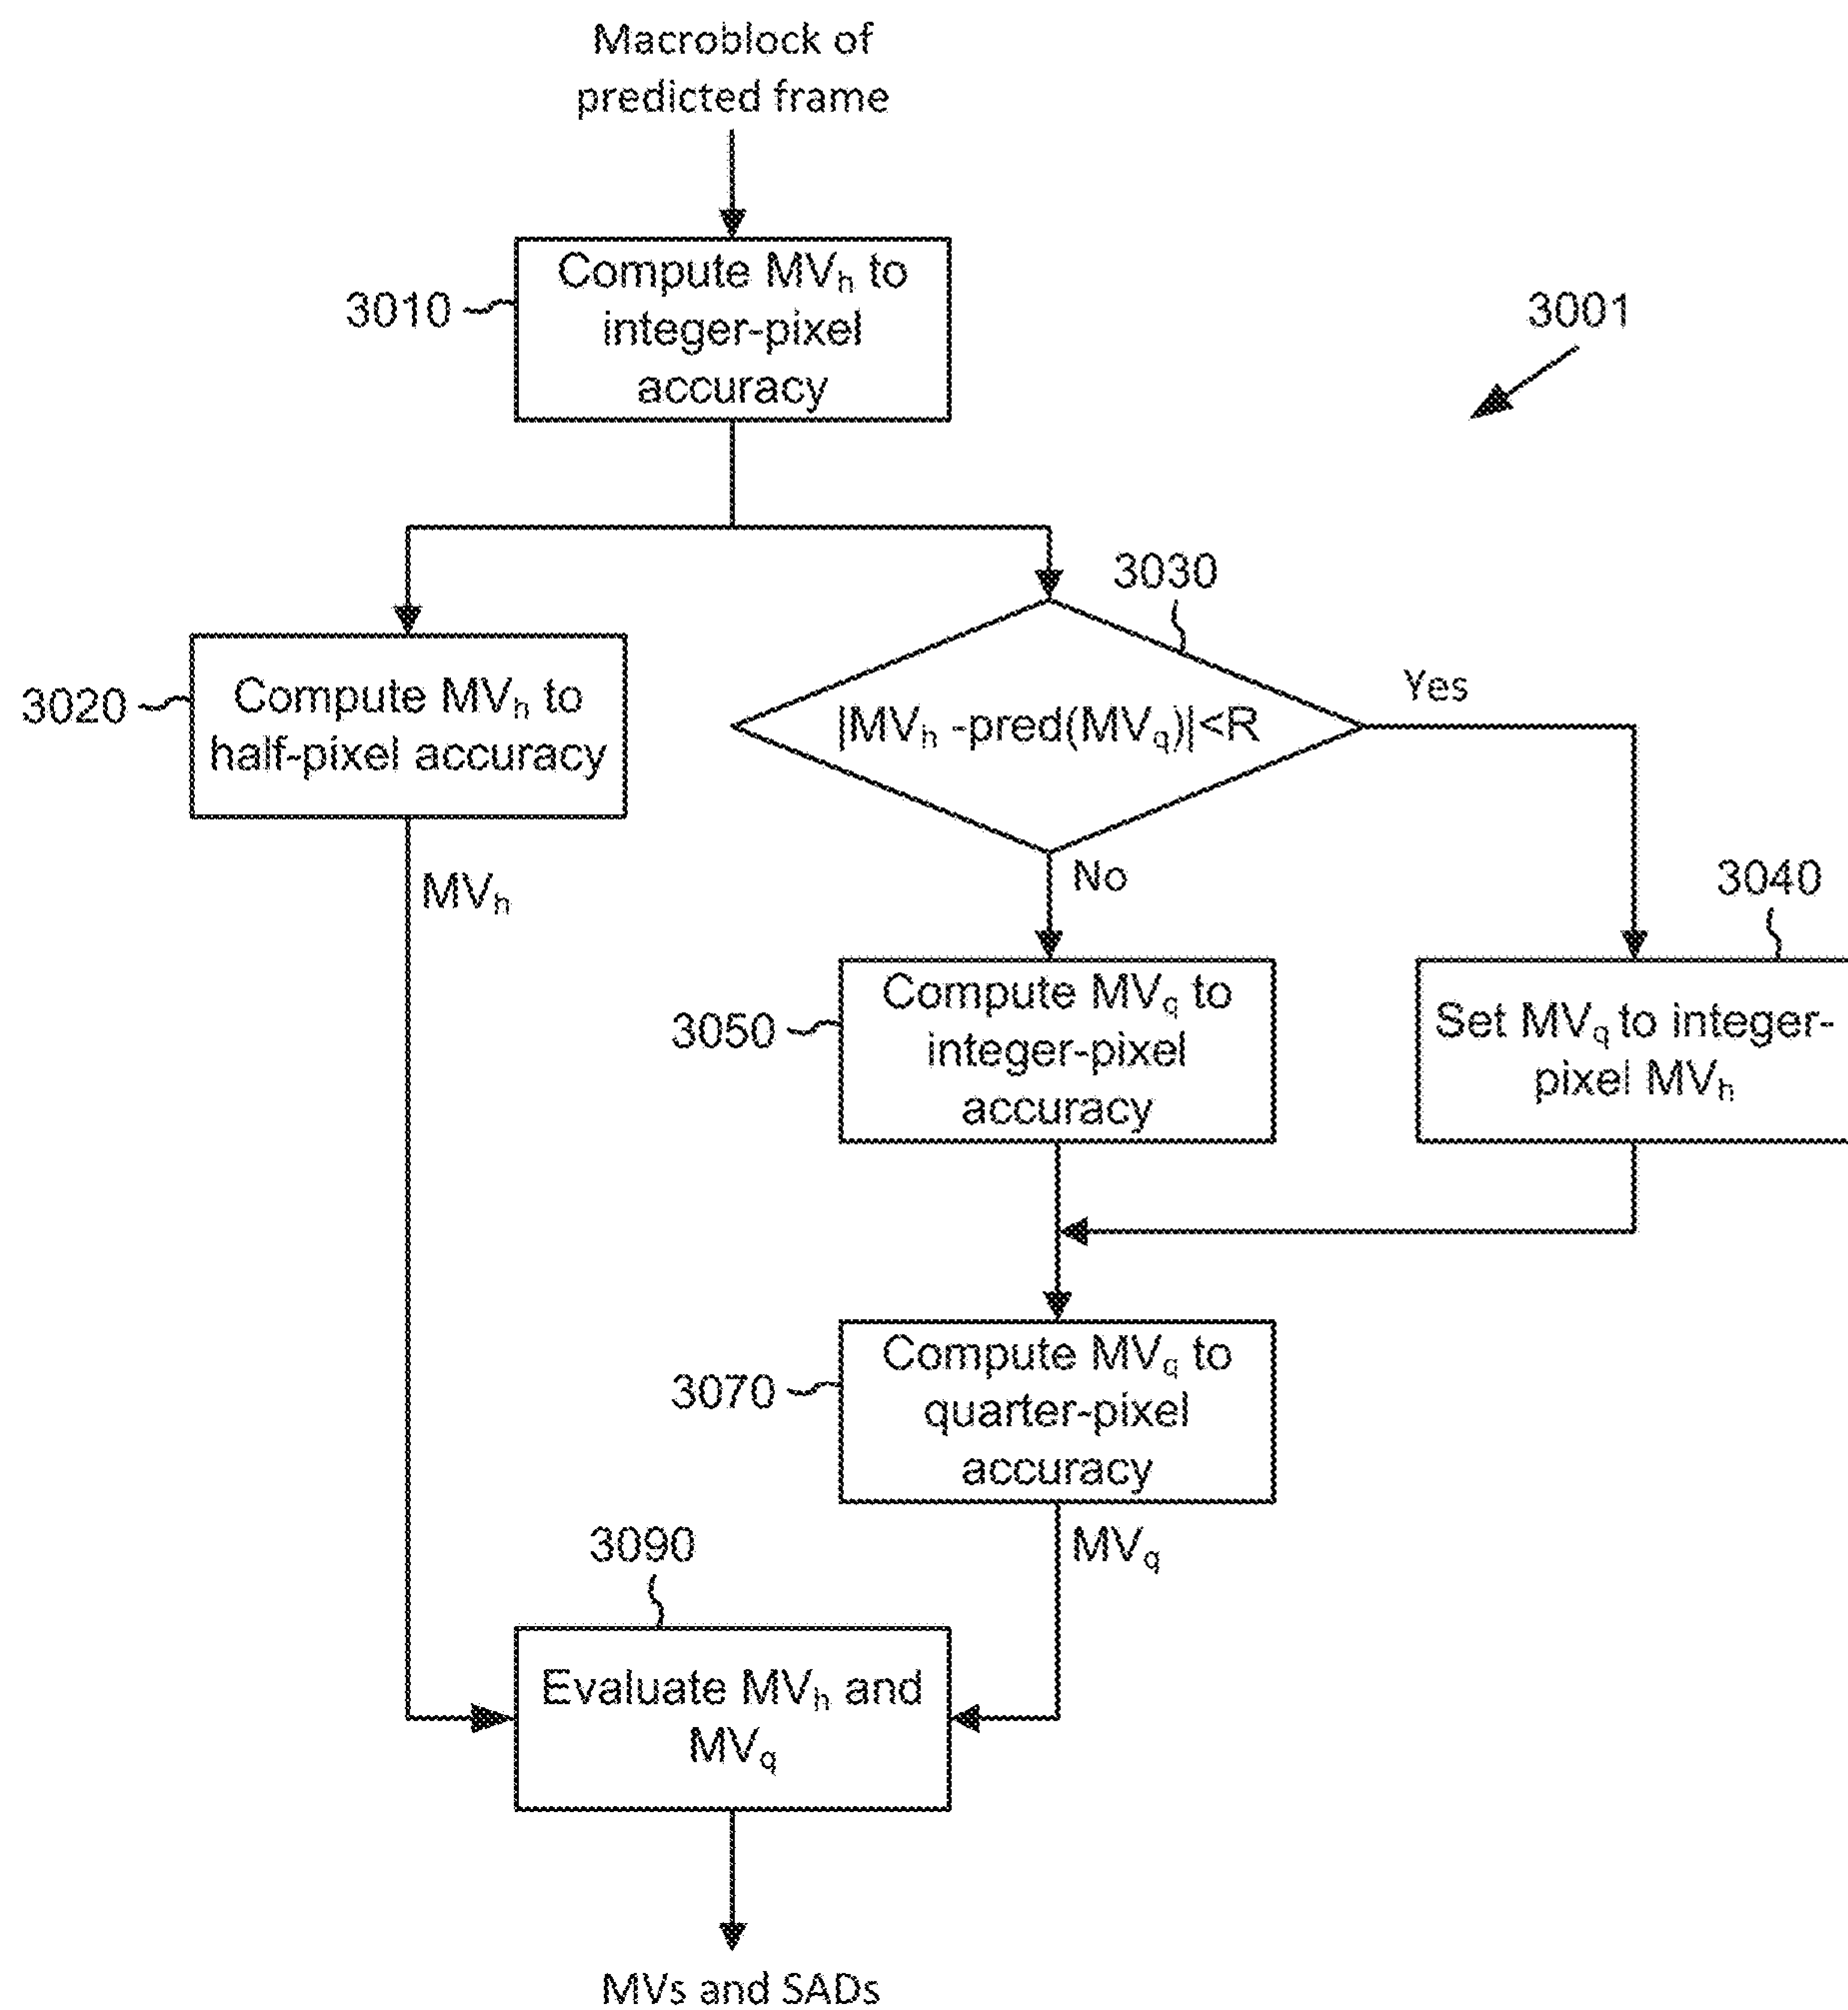 Macroblock of
predicted frame
3010
Compute MVh to
integer-pixel
accuracy
3001
3020
Compute MVh to
half-pixel accuracy
3030
|MVh -pred(MVq)|<R
Yes
No
MVh
3040
3050
Compute MVq to
integer-pixel
accuracy
Set MVq to integer-
pixel MVh
3070
Compute MVq to
quarter-pixel
accuracy
3090
MVq
Evaluate MVh and
MVq
MVs and SADs